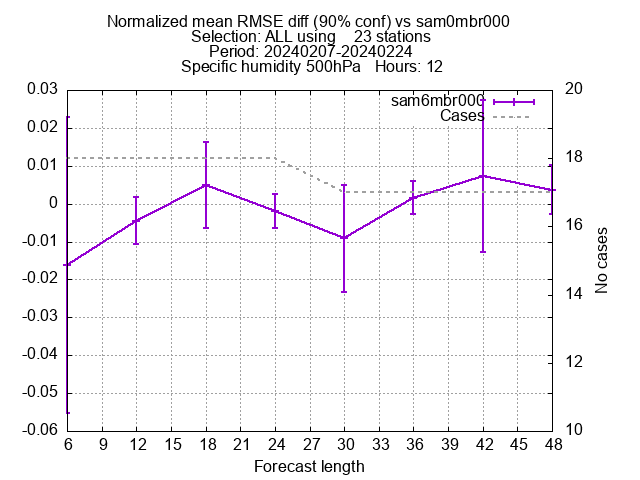 Normalized mean RMSE diff (90% conf) vs sam0mbr000
Selection: ALL using    23 stations
Period: 20240207-20240224
Specific humidity 500hPa   Hours: 12
sam6mbr000
Cases
0.03
0.02
0.01
0
-0.01
-0.02
-0.03
-0.04
-0.05
-0.06
20
18
16
14
12
10
No cases
6 9 12 15 18 21 24 27 30 33 36 39 42 45 48
Forecast length